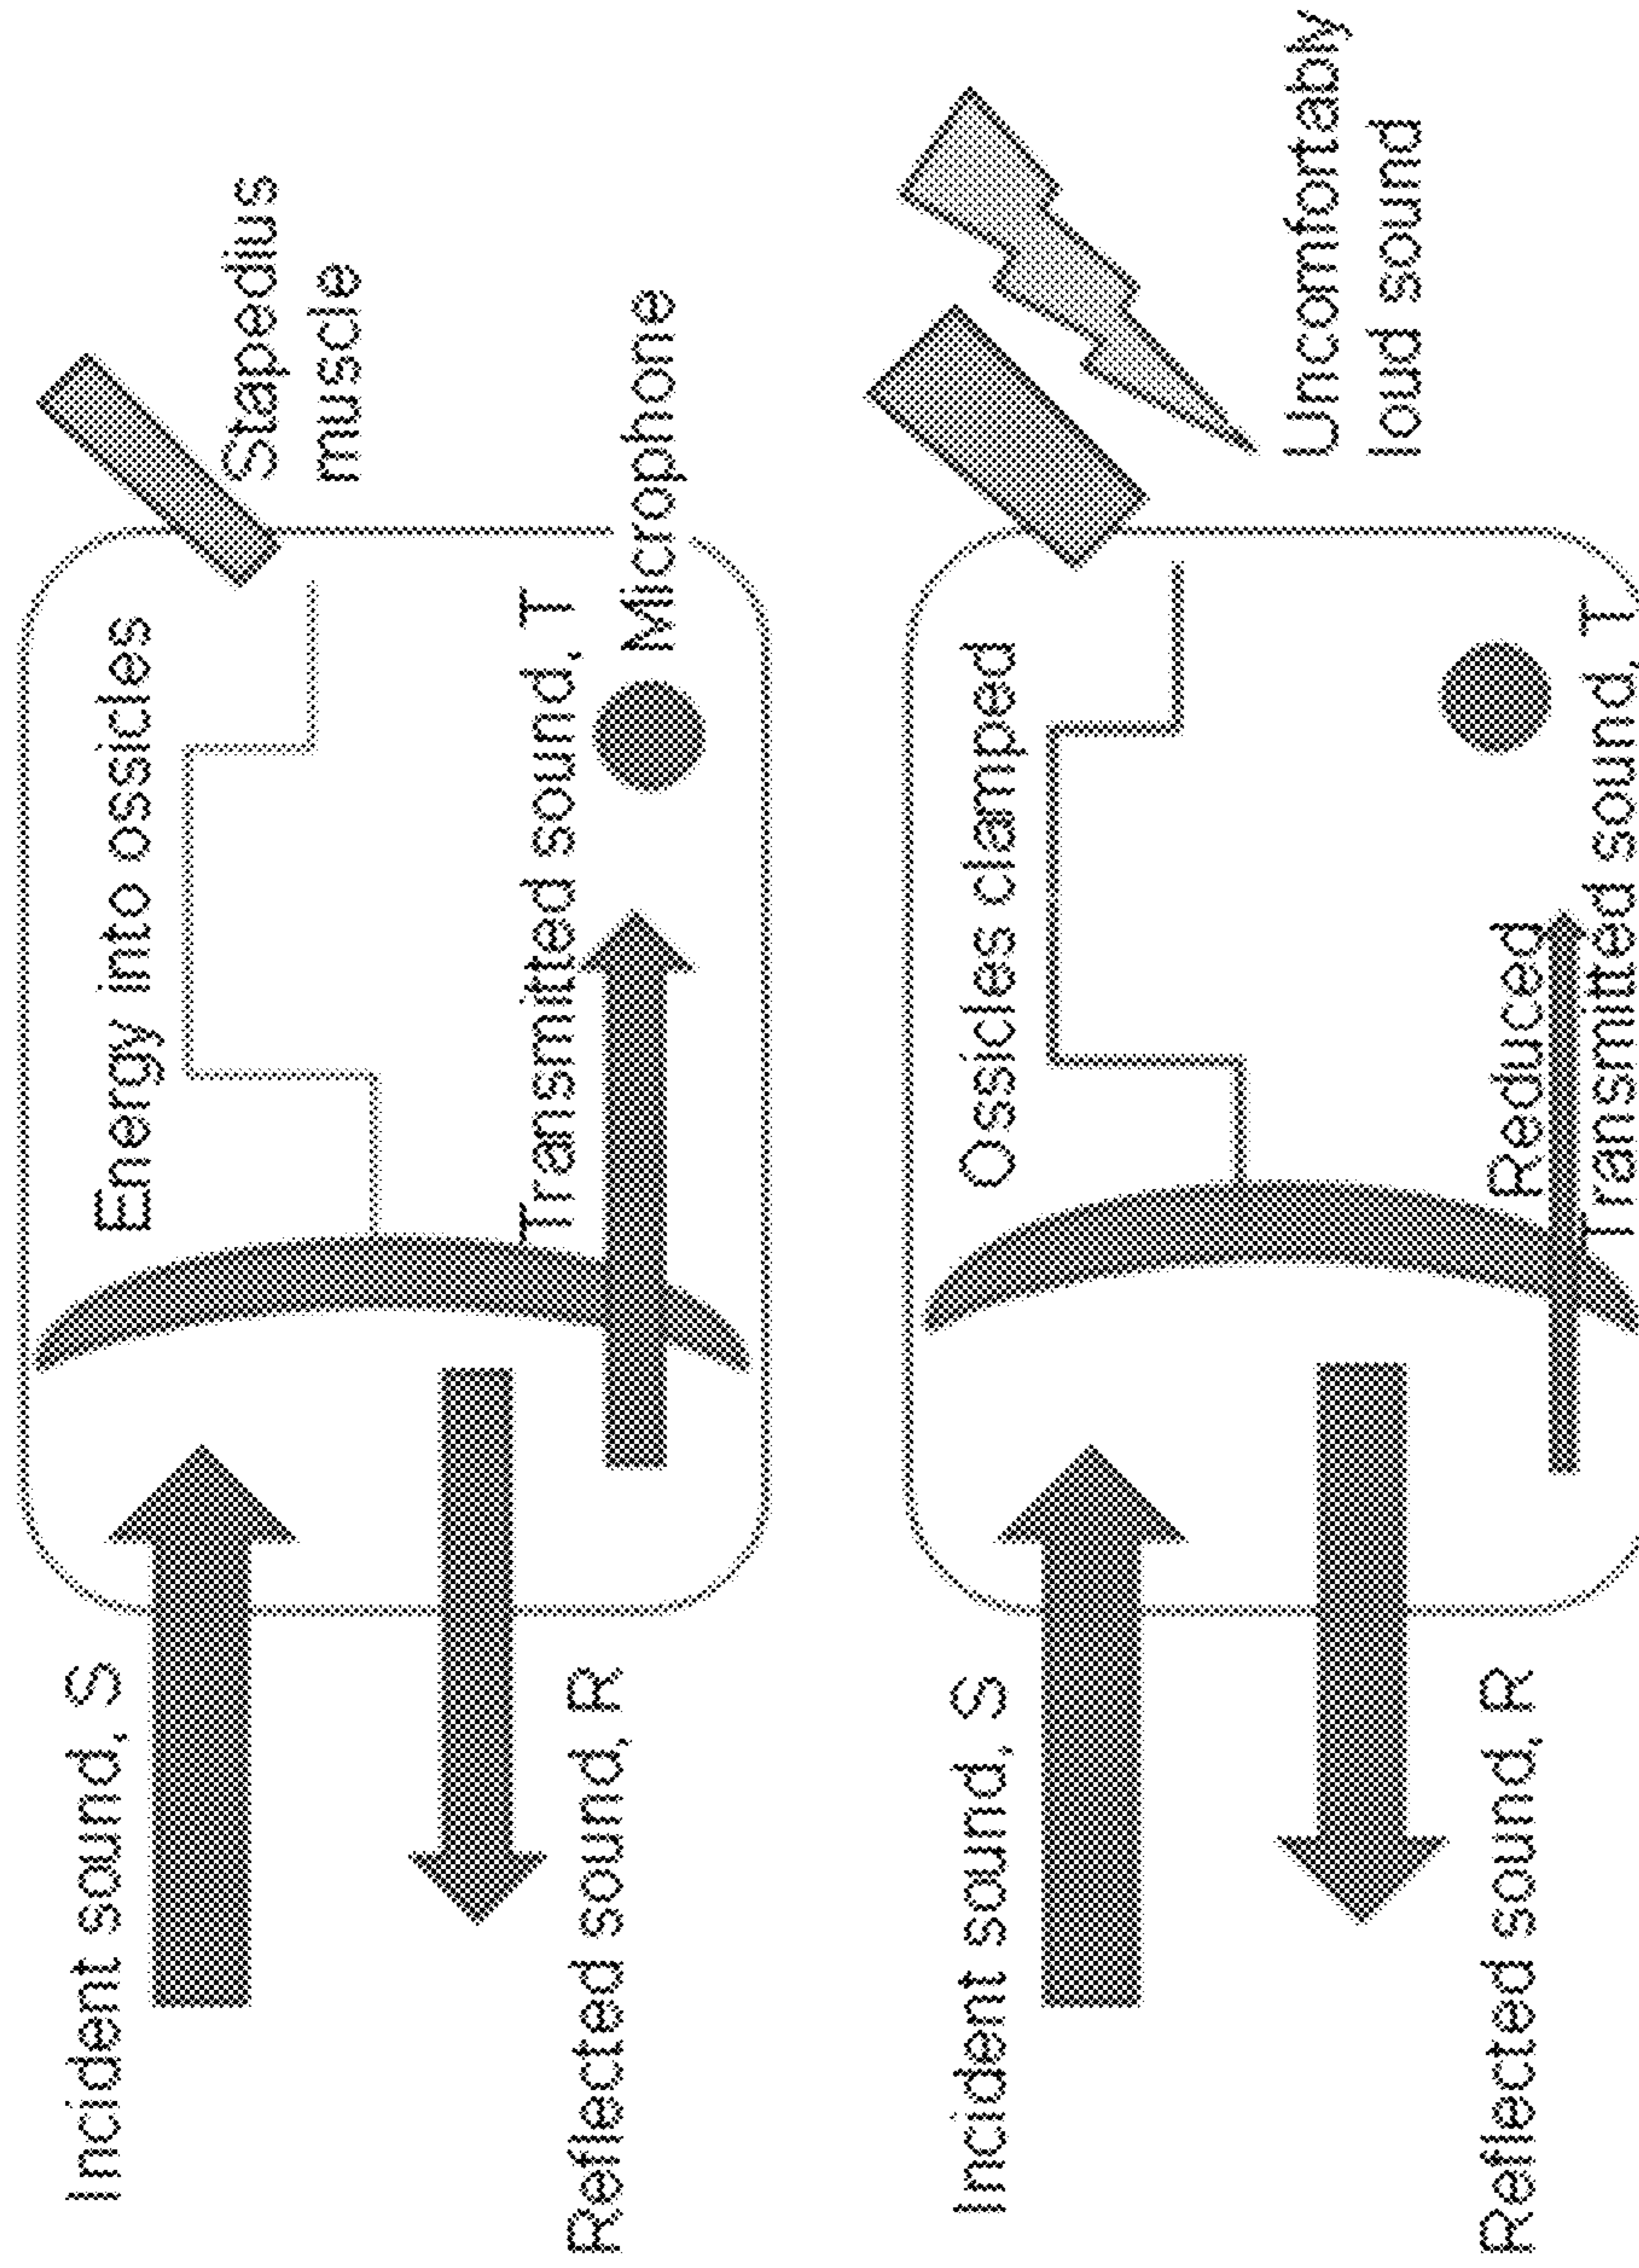 Incident sound, S
Energy into ossicles
Stapedius
muscle
Transmitted sound, T
Microphone
Reflected sound, R
Incident sound, S
Ossicles clamped
Uncomfortably
loud sound
Reduced
Transmitted sound, T
Reflected sound, R